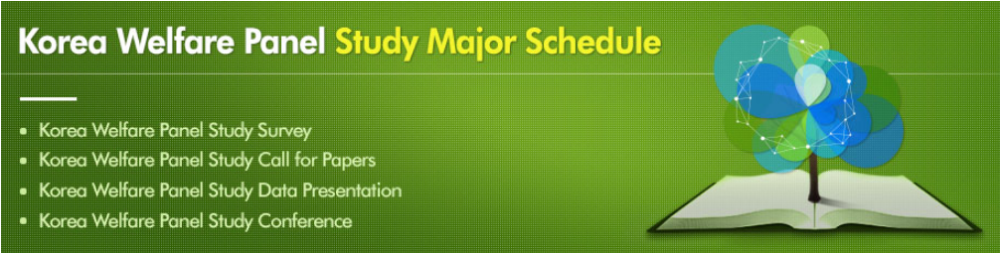 Korea Welfare Panel Study Major Schedule
Korea Welfare Panel Study Survey
Korea Welfare Panel Study Call for Papers
Korea Welfare Panel Study Data Presentation
Korea Welfare Panel Study Conference